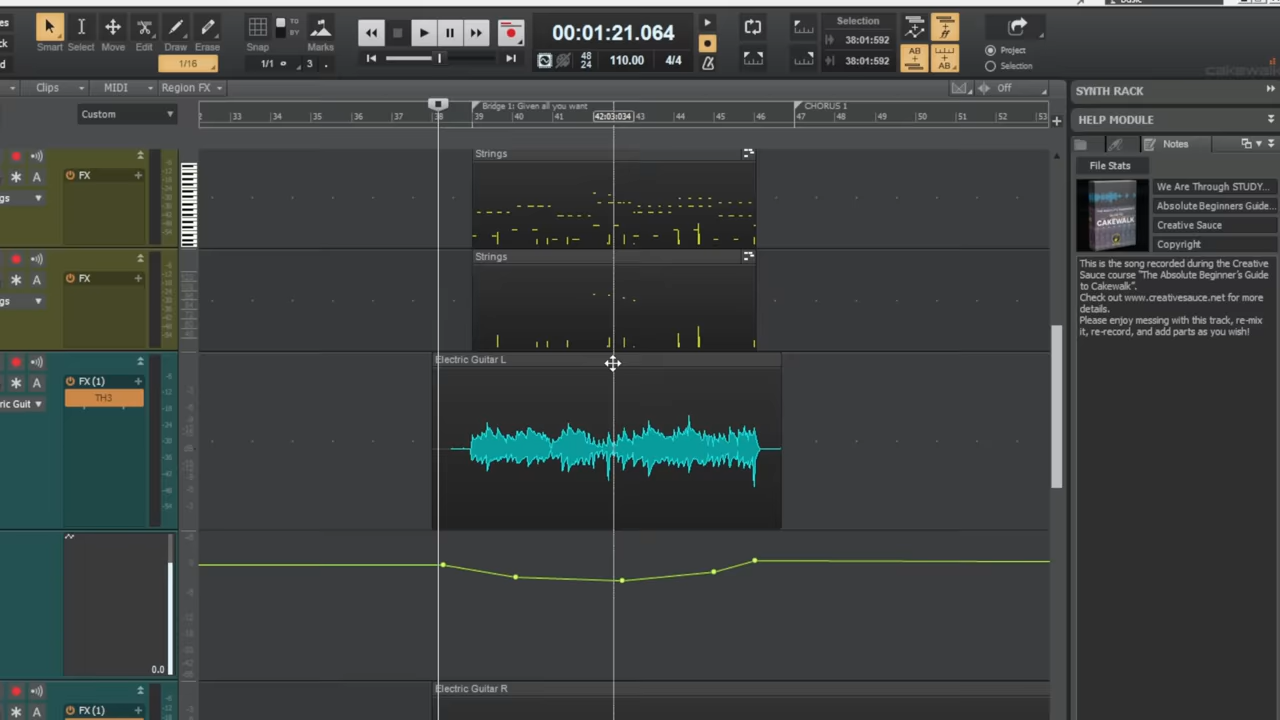 Smart Select Move Edit Draw Erase Snap TO BY Marks
1/16 1/1 3
00:01:21.064
48 24 110.00 4/4
Selection
38:01:592
38:01:592
Project
Selection
cakewalk
Clips MIDI Region FX
Off
Custom
Bridge 1: Given all you want CHORUS 1
33 34 35 36 37 38 39 40 41 42:03:034 43 44 45 46 47 48 49 50 51 52 53
SYNTH RACK
HELP MODULE
Notes
File Stats
We Are Through STUDY...
Absolute Beginners Guide...
Creative Sauce
Copyright
This is the song recorded during the Creative
Sauce course "The Absolute Beginner's Guide
to Cakewalk".
Check out www.creativesauce.net for more
details.
Please enjoy messing with this track, re-mix
it, re-record, and add parts as you wish!
CAKEWALK
FX
A
gs
Strings
FX
A
gs
Strings
FX (1)
TH3
A
ric Guit
Electric Guitar L
0.0
FX (1)
Electric Guitar R